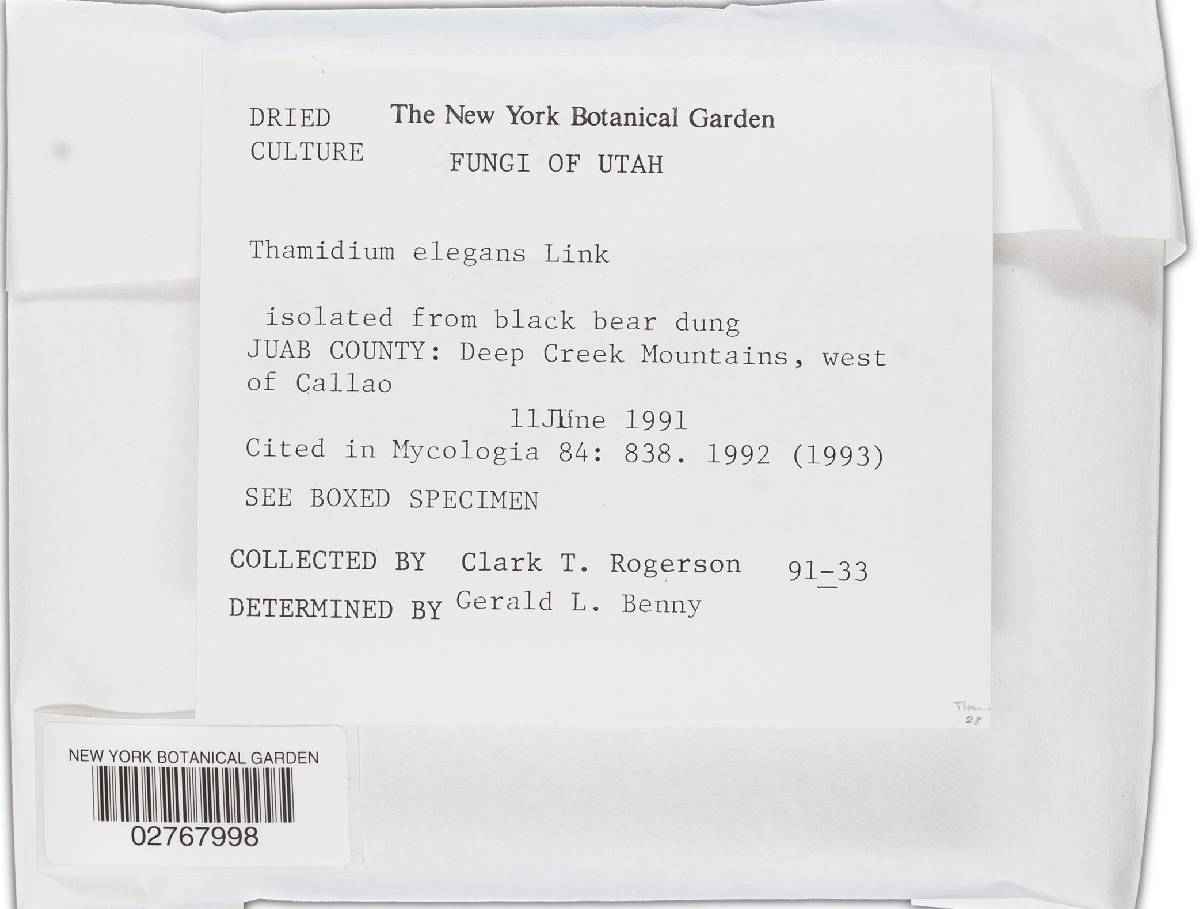 DRIED The New York Botanical Garden
CULTURE FUNGI OF UTAH
Thamidium elegans Link
isolated from black bear dung
JUAB COUNTY: Deep Creek Mountains, west
of Callao
11 June 1991
Cited in Mycologia 84: 838. 1992 (1993)
SEE BOXED SPECIMEN
COLLECTED BY Clark T. Rogerson 91-33
DETERMINED BY Gerald L. Benny
28
NEW YORK BOTANICAL GARDEN
02767998